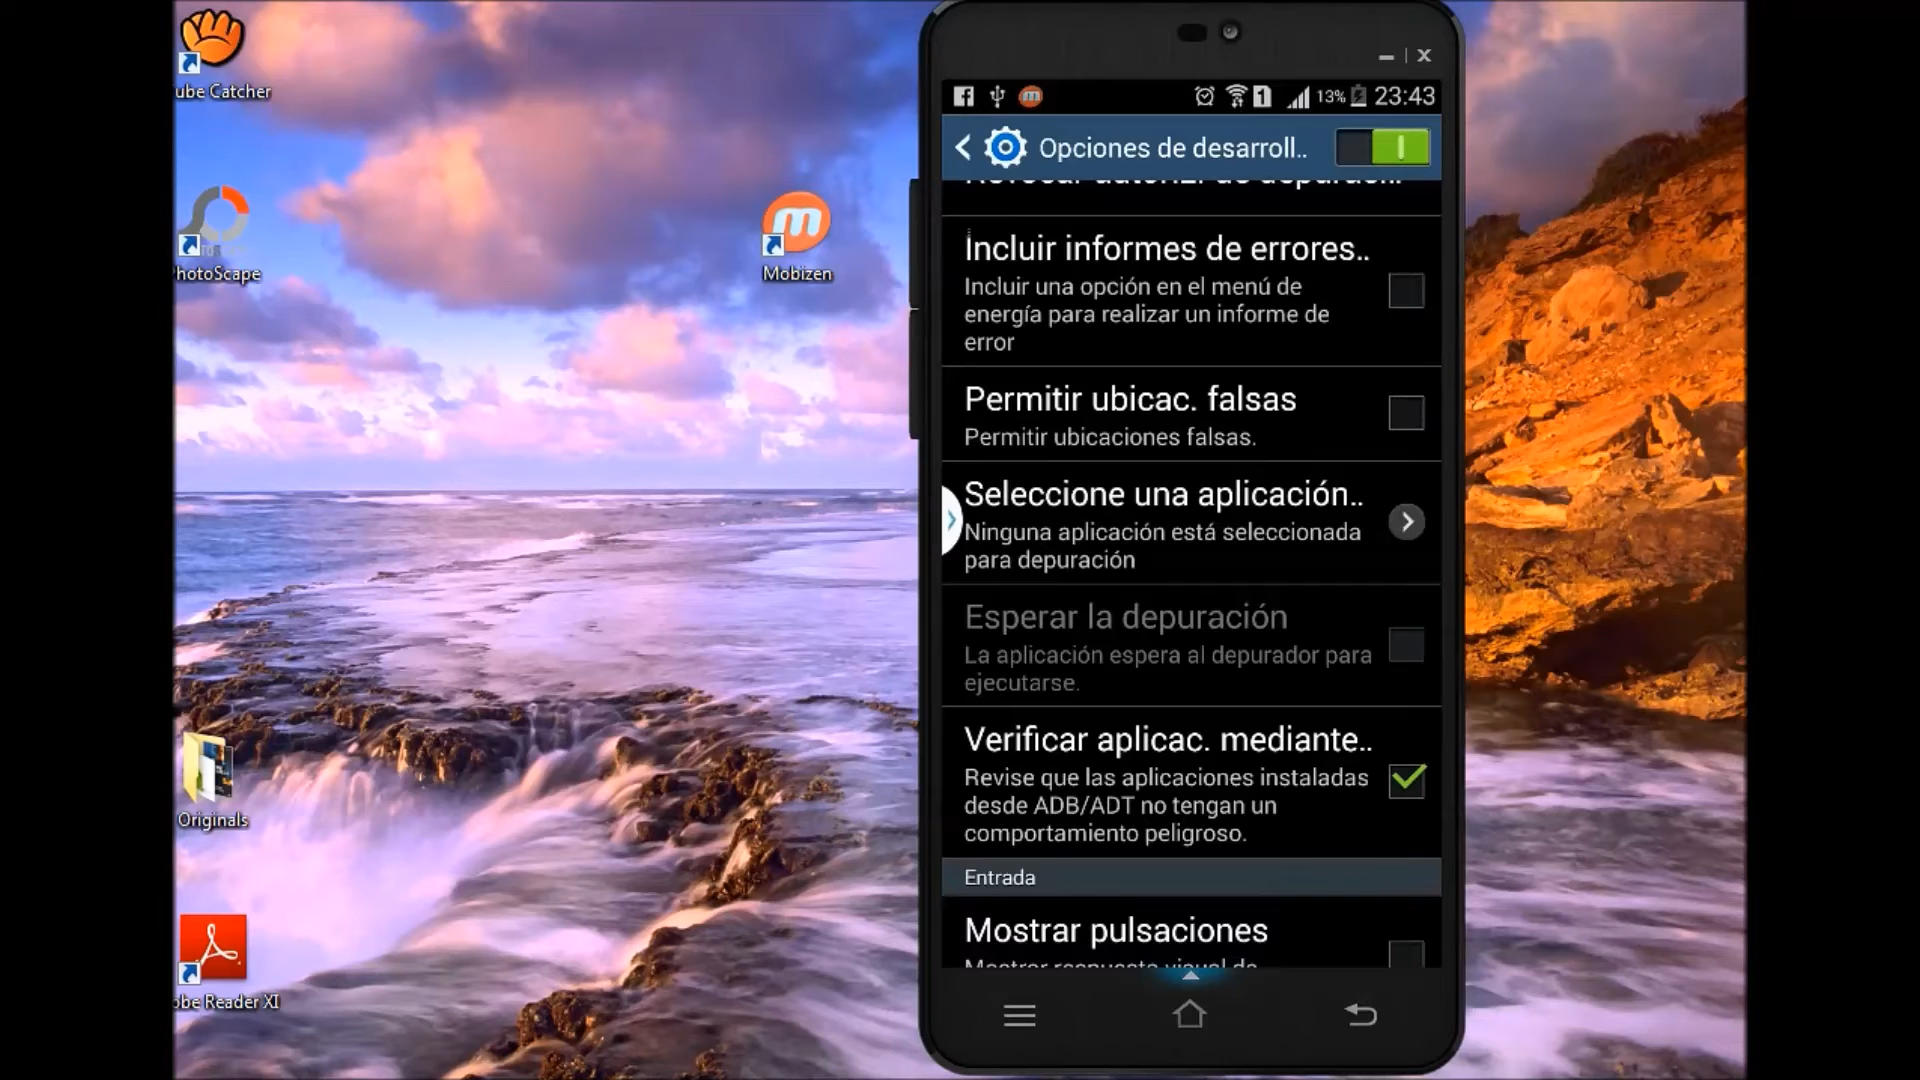 ube Catcher
hotoScape
Mobizen
Originals
obe Reader XI
13% 23:43
Opciones de desarroll..
Incluir informes de errores..
Incluir una opción en el menú de
energía para realizar un informe de
error
Permitir ubicac. falsas
Permitir ubicaciones falsas.
Seleccione una aplicación..
Ninguna aplicación está seleccionada
para depuración
Esperar la depuración
La aplicación espera al depurador para
ejecutarse.
Verificar aplicac. mediante..
Revise que las aplicaciones instaladas
desde ADB/ADT no tengan un
comportamiento peligroso.
Entrada
Mostrar pulsaciones